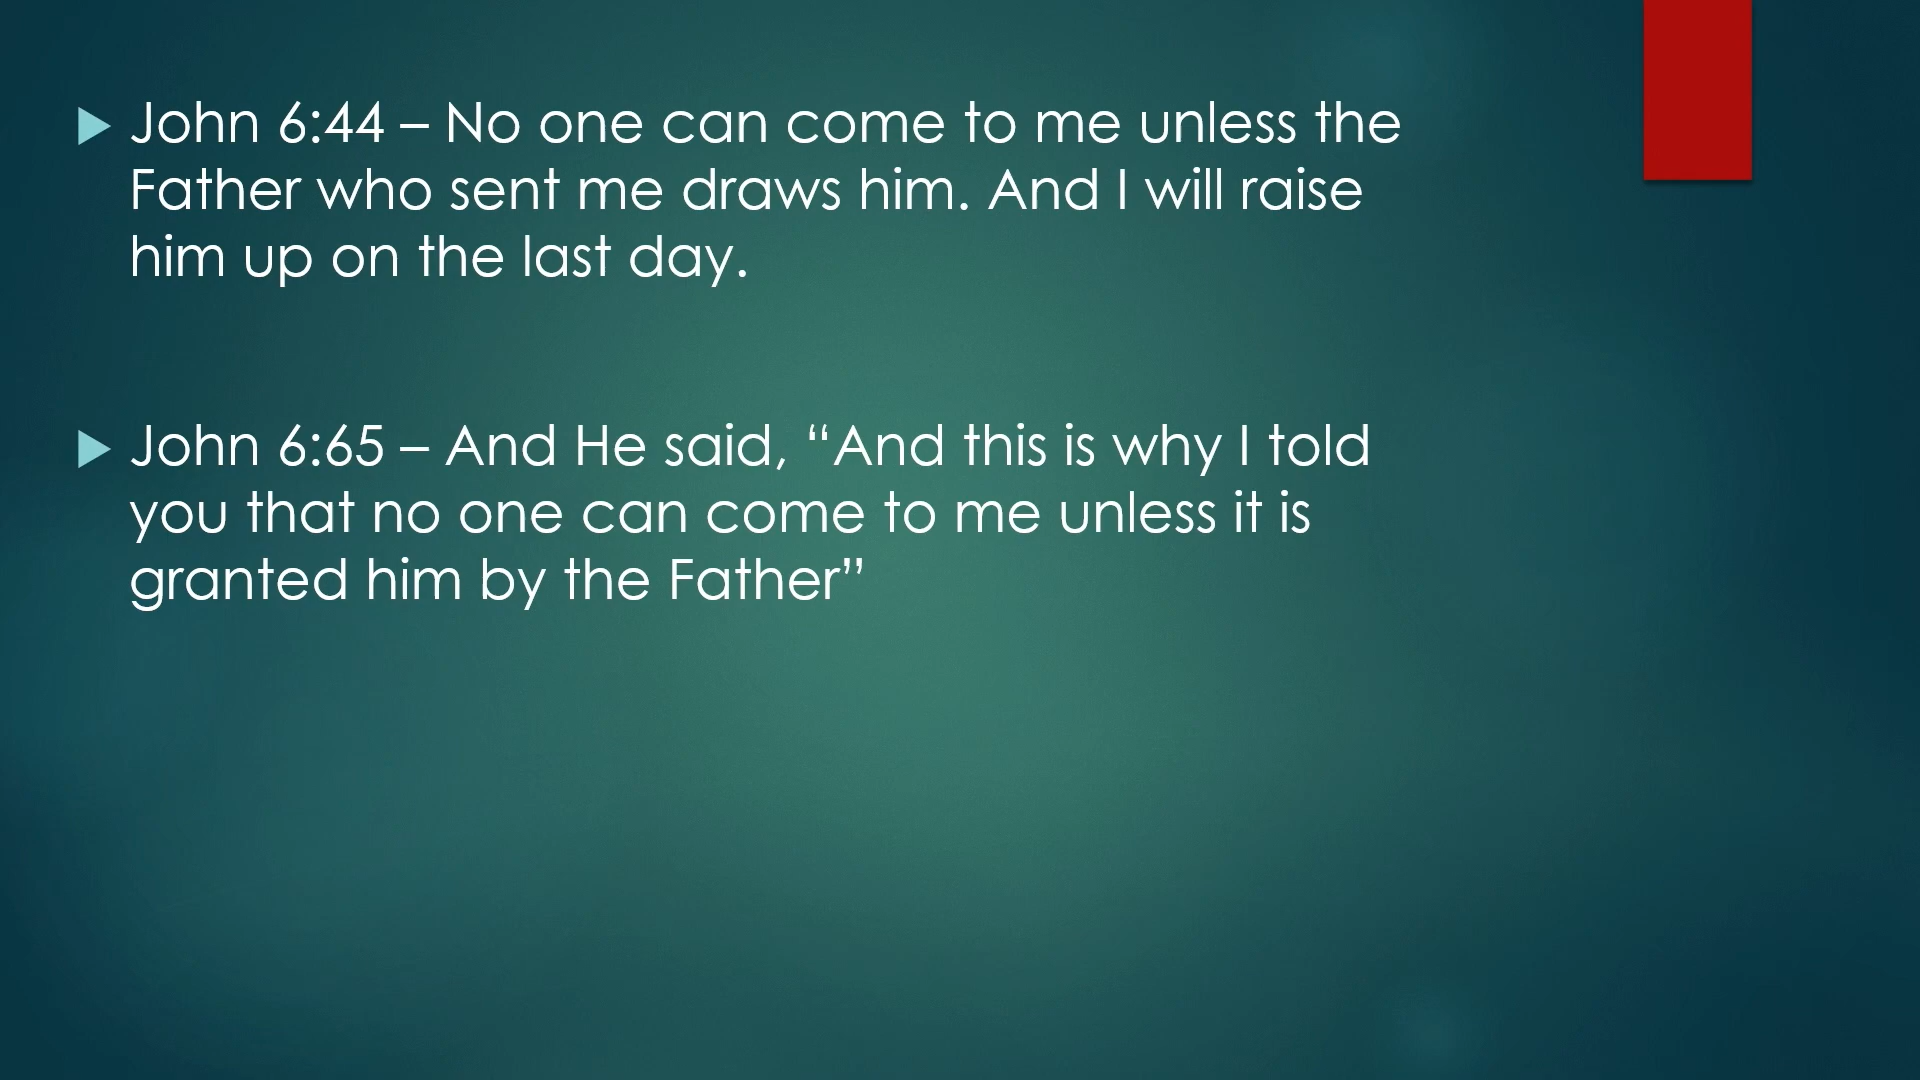 John 6:44 – No one can come to me unless the
Father who sent me draws him. And I will raise
him up on the last day.
John 6:65 – And He said, “And this is why I told
you that no one can come to me unless it is
granted him by the Father”